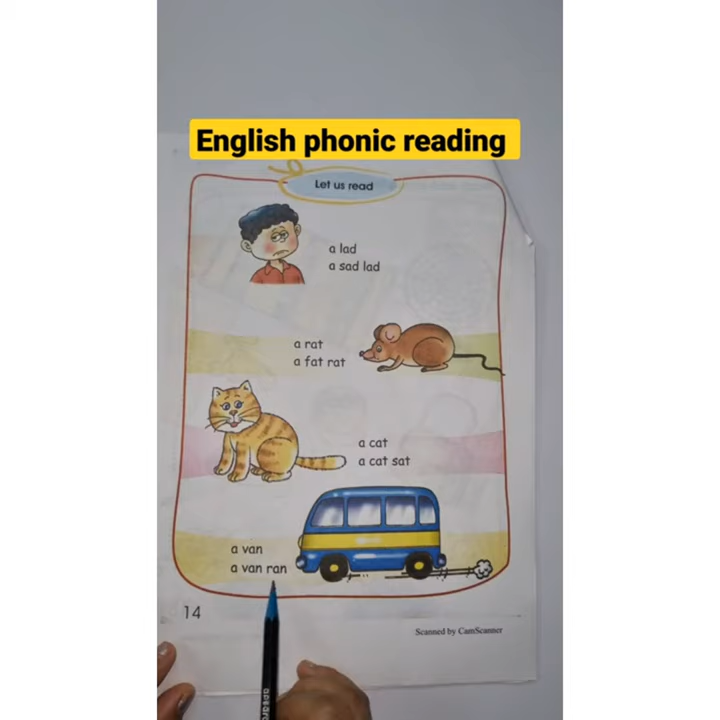 English phonic reading
Let us read
a lad
a sad lad
a rat
a fat rat
a cat
a cat sat
a van
a van ran
14
Scanned by CamScanner